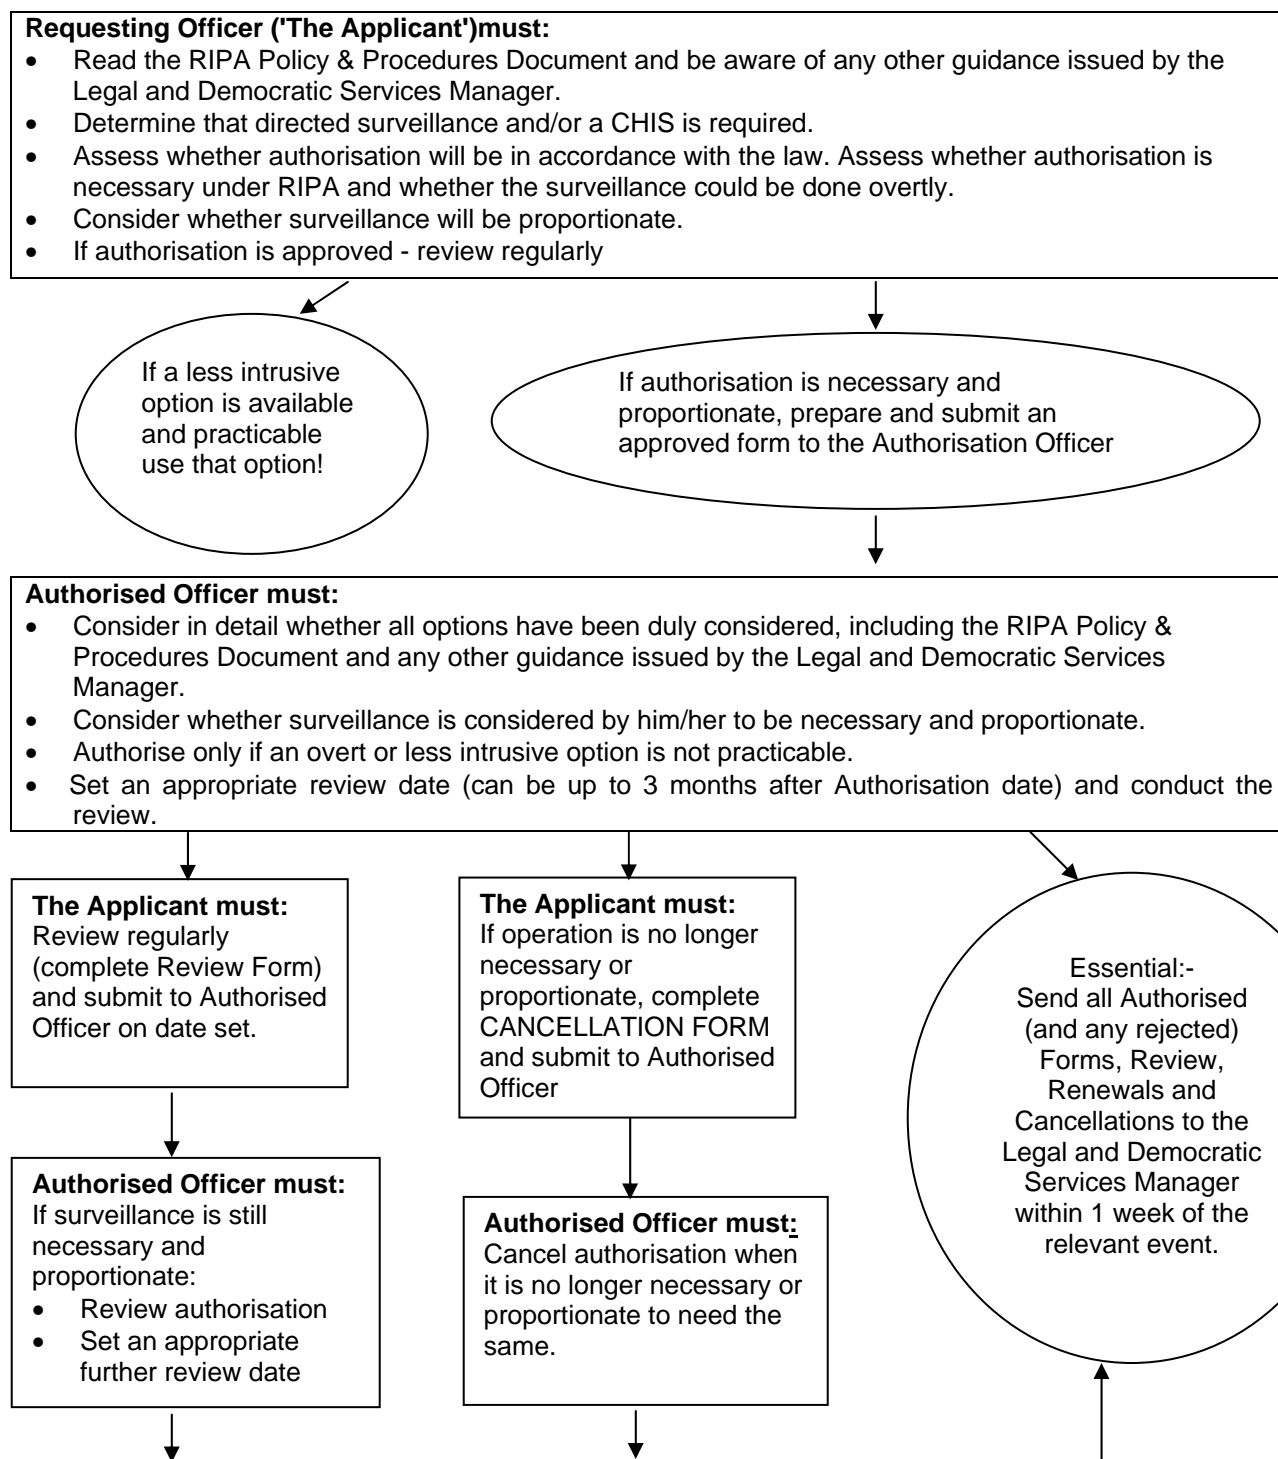 Requesting Officer ('The Applicant')must:
• Read the RIPA Policy & Procedures Document and be aware of any other guidance issued by the
Legal and Democratic Services Manager.
• Determine that directed surveillance and/or a CHIS is required.
• Assess whether authorisation will be in accordance with the law. Assess whether authorisation is
necessary under RIPA and whether the surveillance could be done overtly.
• Consider whether surveillance will be proportionate.
• If authorisation is approved - review regularly
If a less intrusive
option is available
and practicable
use that option!
If authorisation is necessary and
proportionate, prepare and submit an
approved form to the Authorisation Officer
Authorised Officer must:
• Consider in detail whether all options have been duly considered, including the RIPA Policy &
Procedures Document and any other guidance issued by the Legal and Democratic Services
Manager.
• Consider whether surveillance is considered by him/her to be necessary and proportionate.
• Authorise only if an overt or less intrusive option is not practicable.
• Set an appropriate review date (can be up to 3 months after Authorisation date) and conduct the
review.
The Applicant must:
Review regularly
(complete Review Form)
and submit to Authorised
Officer on date set.
The Applicant must:
If operation is no longer
necessary or
proportionate, complete
CANCELLATION FORM
and submit to Authorised
Officer
Essential:-
Send all Authorised
(and any rejected)
Forms, Review,
Renewals and
Cancellations to the
Legal and Democratic
Services Manager
within 1 week of the
relevant event.
Authorised Officer must:
If surveillance is still
necessary and
proportionate:
• Review authorisation
• Set an appropriate
further review date
Authorised Officer must:
Cancel authorisation when
it is no longer necessary or
proportionate to need the
same.